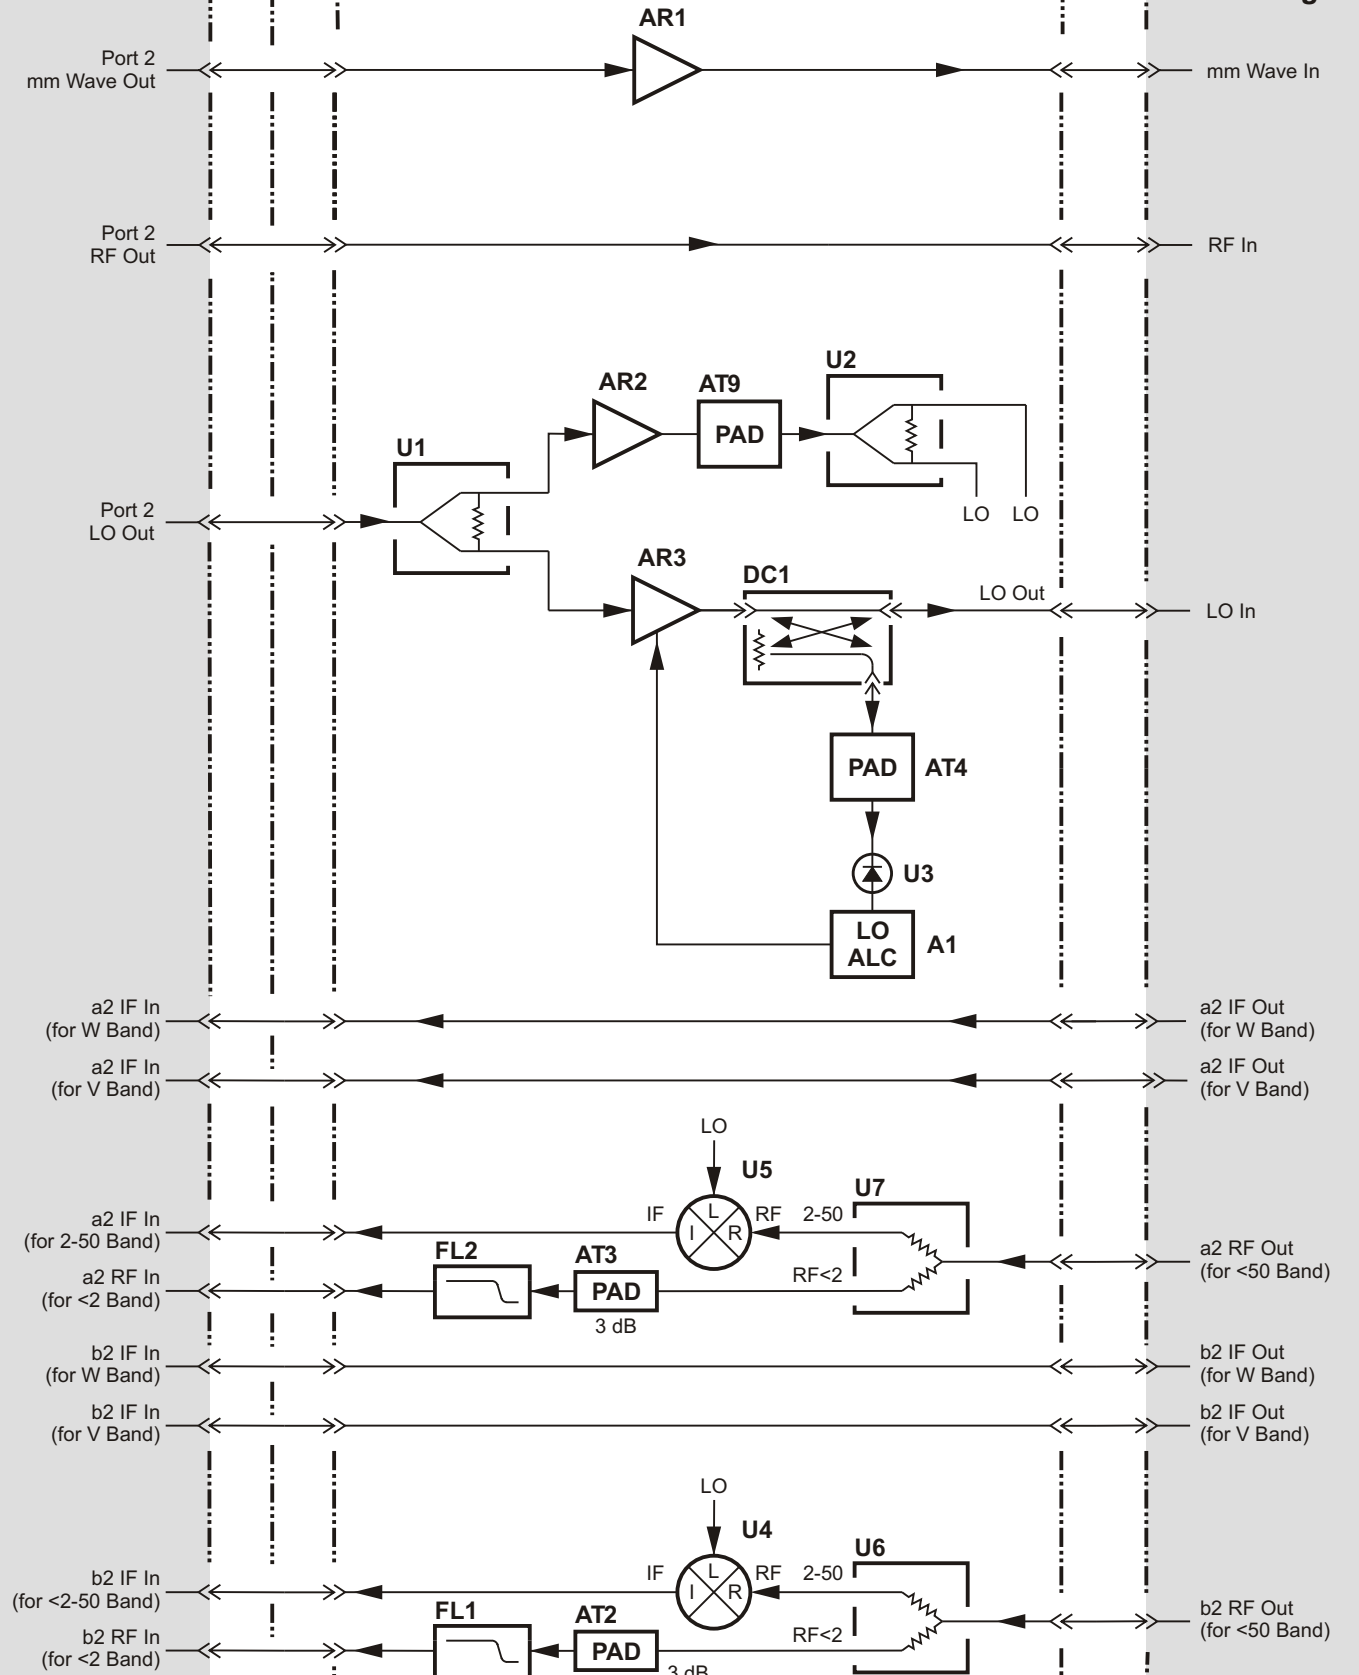 AR1
Port 2
mm Wave Out
mm Wave In
Port 2
RF Out
RF In
U2
AR2
AT9
PAD
U1
LO LO
Port 2
LO Out
AR3
DC1
LO Out
LO In
PAD
AT4
U3
LO
ALC
A1
a2 IF In
(for W Band)
a2 IF Out
(for W Band)
a2 IF In
(for V Band)
a2 IF Out
(for V Band)
LO
U5
U7
IF
L
I
R
RF
2-50
a2 IF In
(for 2-50 Band)
FL2
AT3
PAD
3 dB
RF<2
a2 RF In
(for <2 Band)
a2 RF Out
(for <50 Band)
b2 IF In
(for W Band)
b2 IF Out
(for W Band)
b2 IF In
(for V Band)
b2 IF Out
(for V Band)
LO
U4
U6
IF
L
I
R
RF
2-50
b2 IF In
(for <2-50 Band)
FL1
AT2
PAD
3 dB
RF<2
b2 RF In
(for <2 Band)
b2 RF Out
(for <50 Band)